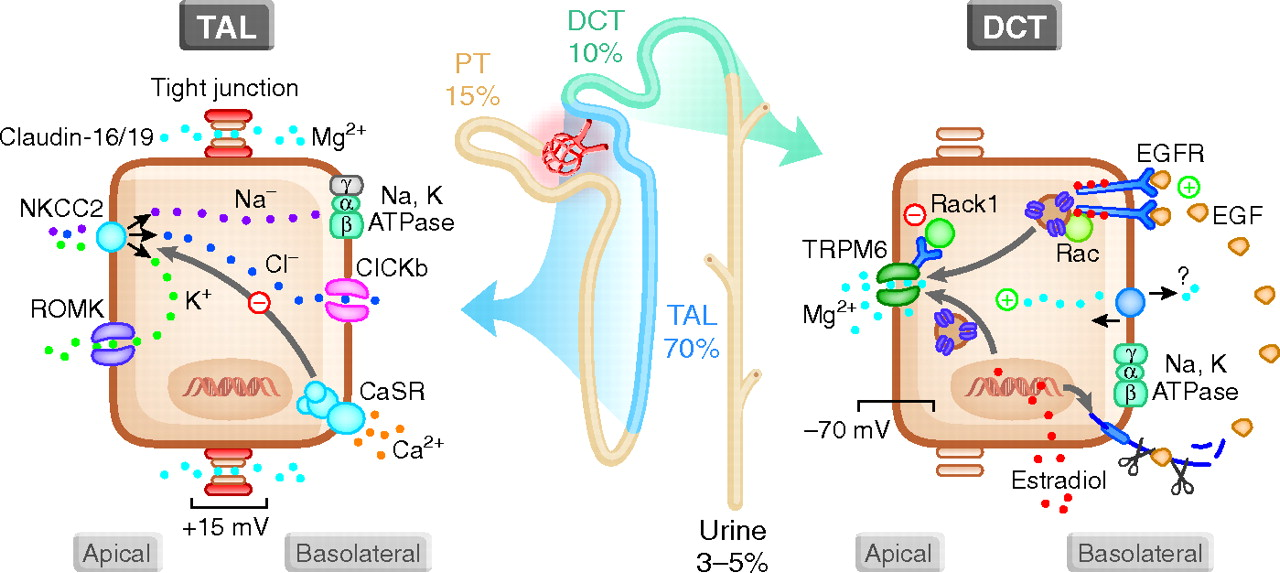 TAL
Tight junction
Claudin-16/19
Mg2+
NKCC2
Na–
γ
α
β
Na, K
ATPase
Cl–
ClCKb
K+
ROMK
CaSR
Ca2+
+15 mV
Apical
Basolateral
PT
15%
DCT
10%
TAL
70%
Urine
3–5%
DCT
EGFR
EGF
Rack1
Rac
TRPM6
Mg2+
?
γ
α
β
Na, K
ATPase
–70 mV
Estradiol
Apical
Basolateral